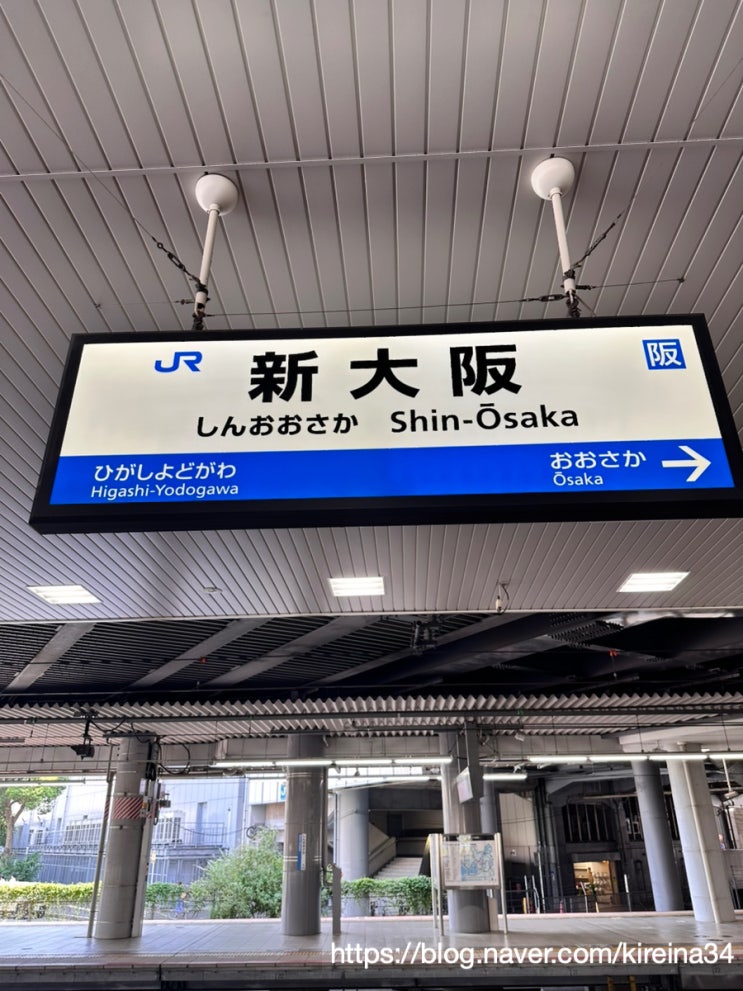 JR 新大阪 阪
しんおおさか Shin-Ōsaka
ひがしよどがわ おおさか →
Higashi-Yodogawa Ōsaka
https://blog.naver.com/kireina34